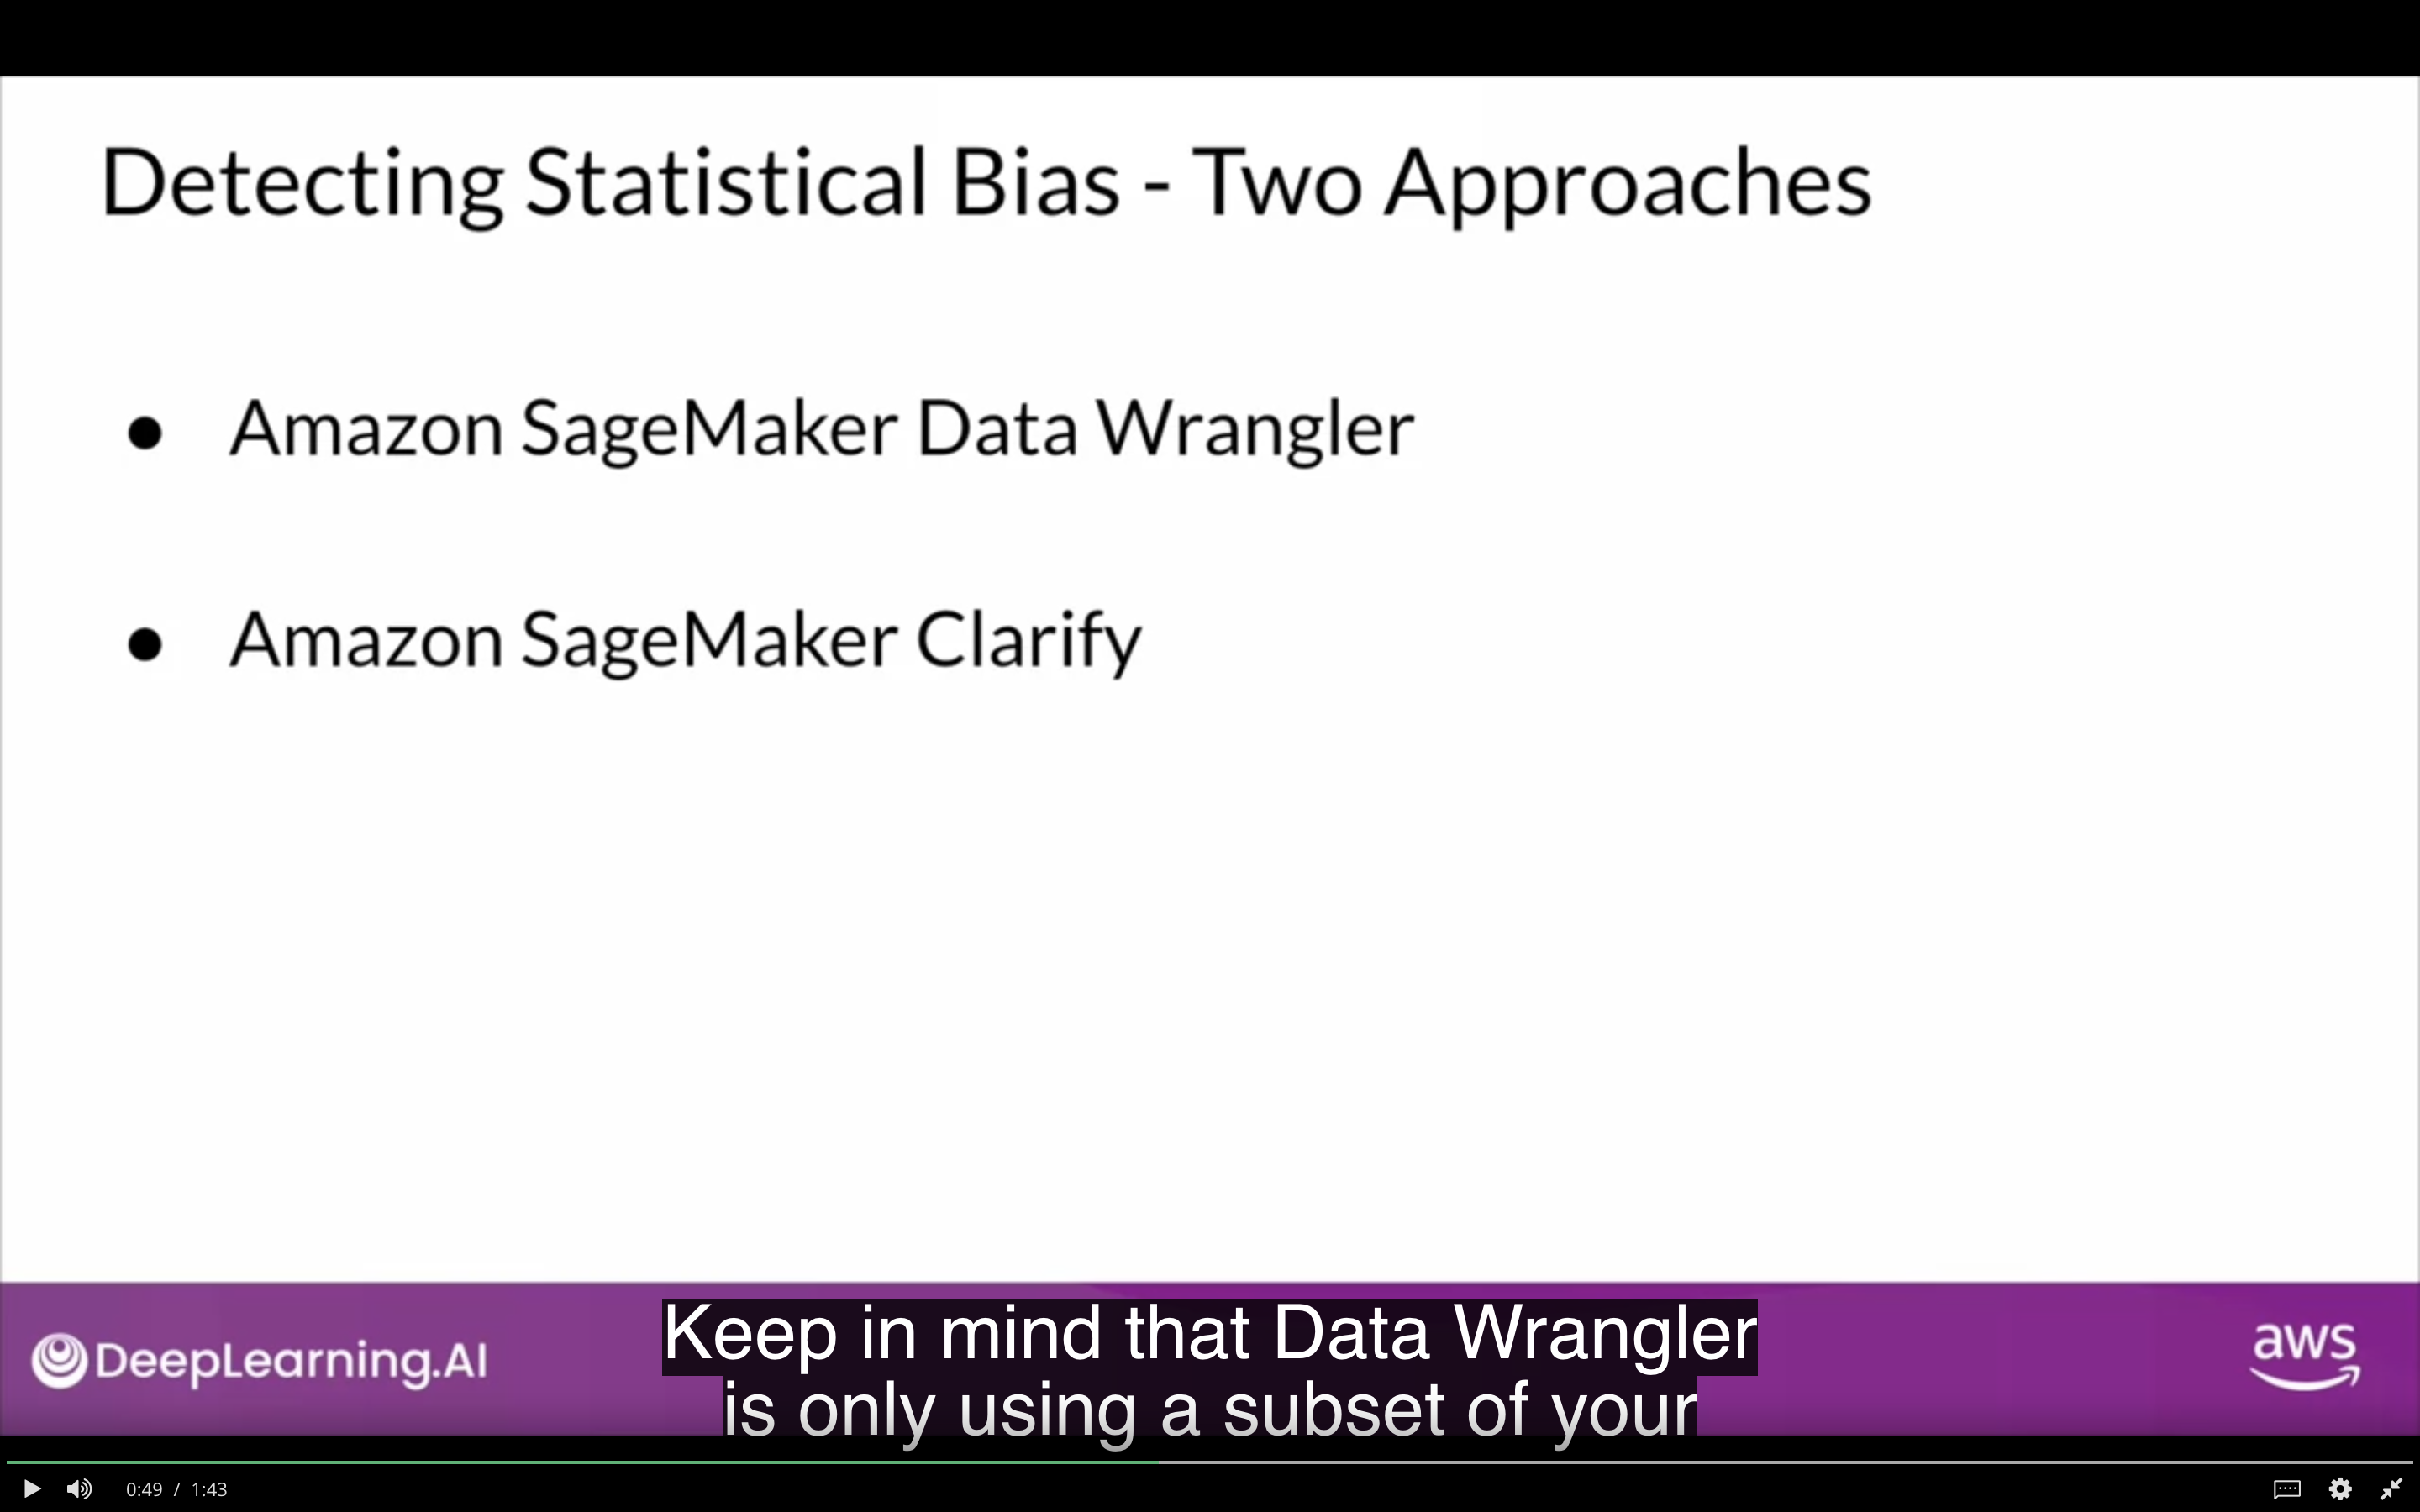 Detecting Statistical Bias - Two Approaches
● Amazon SageMaker Data Wrangler
● Amazon SageMaker Clarify
DeepLearning.AI
Keep in mind that Data Wrangler
is only using a subset of your
aws
0:49 / 1:43